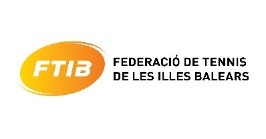 FTIB
FEDERACIÓ DE TENNIS
DE LES ILLES BALEARS